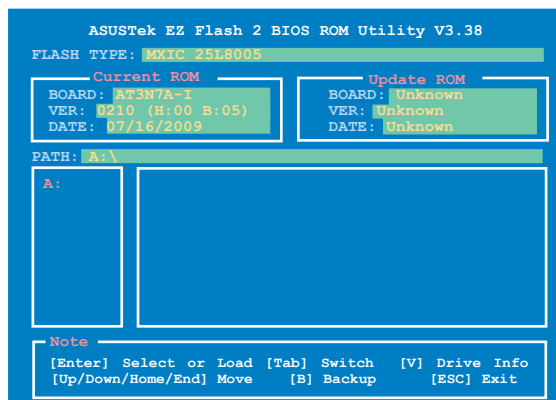 ASUSTek EZ Flash 2 BIOS ROM Utility V3.38
FLASH TYPE: MXIC 25L8005
Current ROM
BOARD: AT3N7A-I
VER: 0210 (H:00 B:05)
DATE: 07/16/2009
Update ROM
BOARD: Unknown
VER: Unknown
DATE: Unknown
PATH: A:\
A:
Note
[Enter] Select or Load [Tab] Switch [V] Drive Info
[Up/Down/Home/End] Move [B] Backup [ESC] Exit